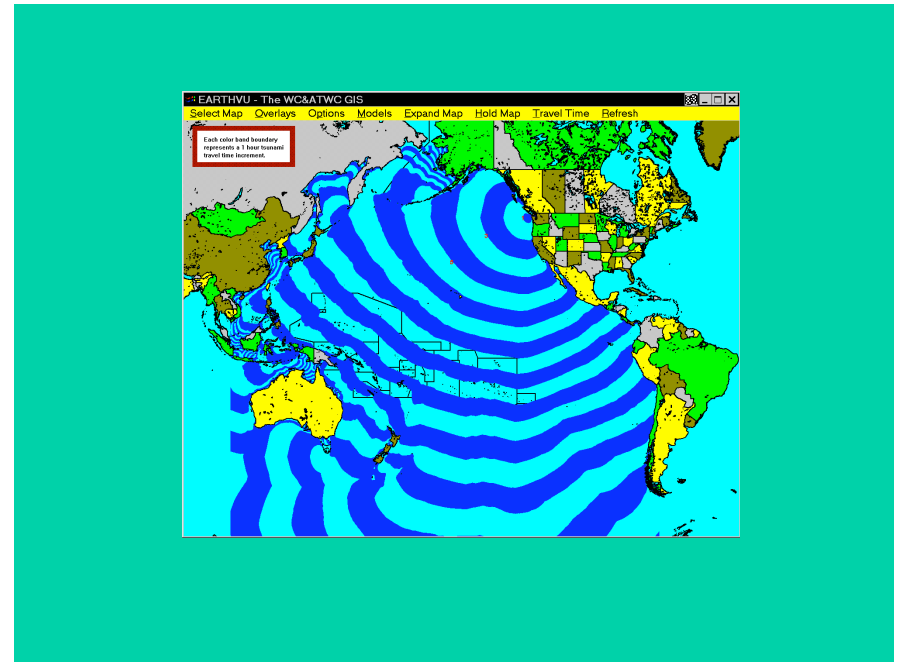 EARTHVU - The WC&ATWC GIS
Select Map Overlays Options Models Expand Map Hold Map Travel Time Refresh
Each color band boundary
represents a 1 hour tsunami
travel time increment.